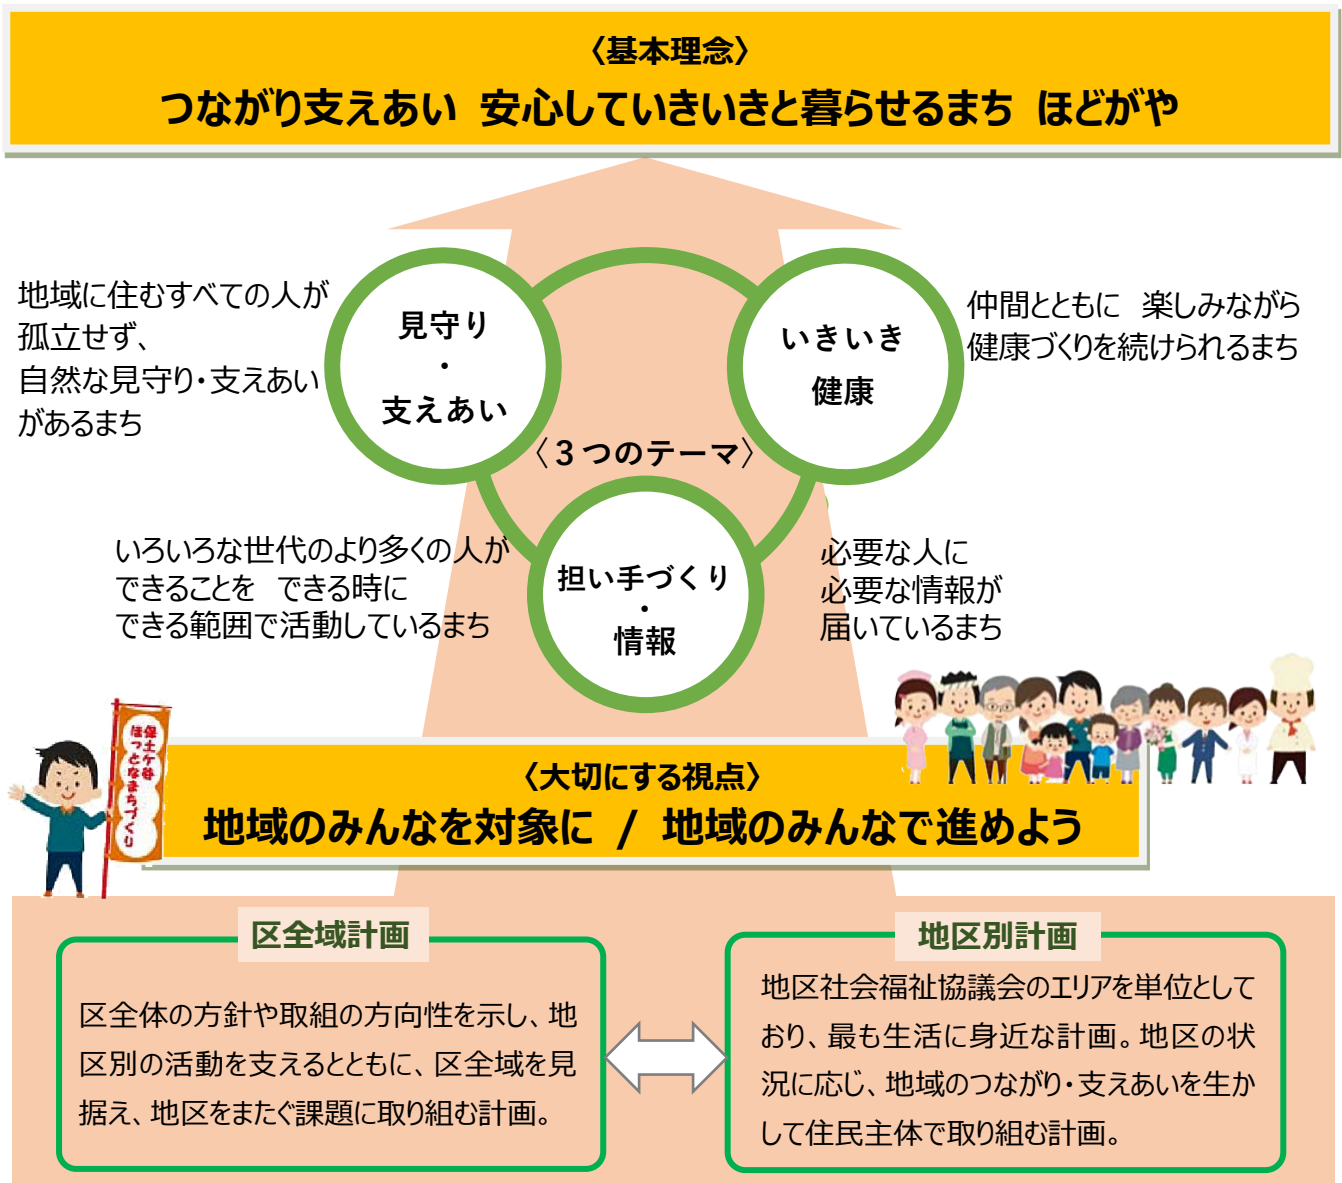 〈基本理念〉
つながり支えあい 安心していきいきと暮らせるまち ほどがや
地域に住むすべての人が
孤立せず、
自然な見守り・支えあい
があるまち
見守り
・
支えあい
いきいき
健康
仲間とともに 楽しみながら
健康づくりを続けられるまち
〈３つのテーマ〉
いろいろな世代のより多くの人が
できることを できる時に
できる範囲で活動しているまち
担い手づくり
・
情報
必要な人に
必要な情報が
届いているまち
保土ケ谷
ほっとなまちづくり
〈大切にする視点〉
地域のみんなを対象に / 地域のみんなで進めよう
区全域計画
区全体の方針や取組の方向性を示し、地
区別の活動を支えるとともに、区全域を見
据え、地区をまたぐ課題に取り組む計画。
地区別計画
地区社会福祉協議会のエリアを単位として
おり、最も生活に身近な計画。地区の状
況に応じ、地域のつながり・支えあいを生か
して住民主体で取り組む計画。